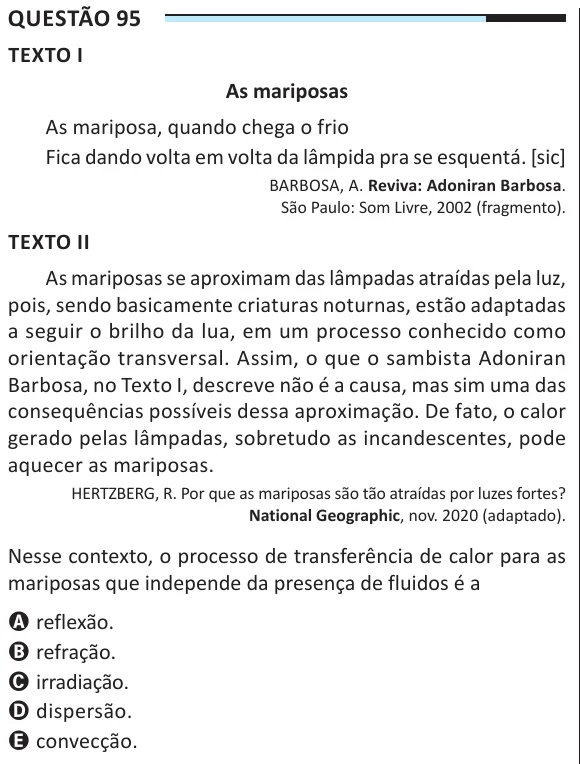 QUESTÃO 95
TEXTO I
As mariposas
As mariposa, quando chega o frio
Fica dando volta em volta da lâmpida pra se esquentá. [sic]
BARBOSA, A. Reviva: Adoniran Barbosa.
São Paulo: Som Livre, 2002 (fragmento).
TEXTO II
As mariposas se aproximam das lâmpadas atraídas pela luz,
pois, sendo basicamente criaturas noturnas, estão adaptadas
a seguir o brilho da lua, em um processo conhecido como
orientação transversal. Assim, o que o sambista Adoniran
Barbosa, no Texto I, descreve não é a causa, mas sim uma das
consequências possíveis dessa aproximação. De fato, o calor
gerado pelas lâmpadas, sobretudo as incandescentes, pode
aquecer as mariposas.
HERTZBERG, R. Por que as mariposas são tão atraídas por luzes fortes?
National Geographic, nov. 2020 (adaptado).
Nesse contexto, o processo de transferência de calor para as
mariposas que independe da presença de fluidos é a
A reflexão.
B refração.
C irradiação.
D dispersão.
E convecção.